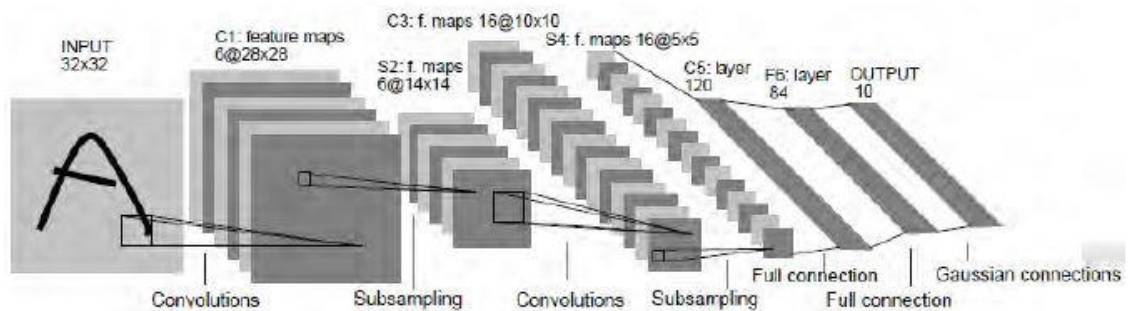 INPUT
32x32
C1: feature maps
6@28x28
S2: f. maps
6@14x14
C3: f. maps 16@10x10
S4: f. maps 16@5x5
C5: layer
120
F6: layer
84
OUTPUT
10
Convolutions
Subsampling
Convolutions
Subsampling
Full connection
Full connection
Gaussian connections
A